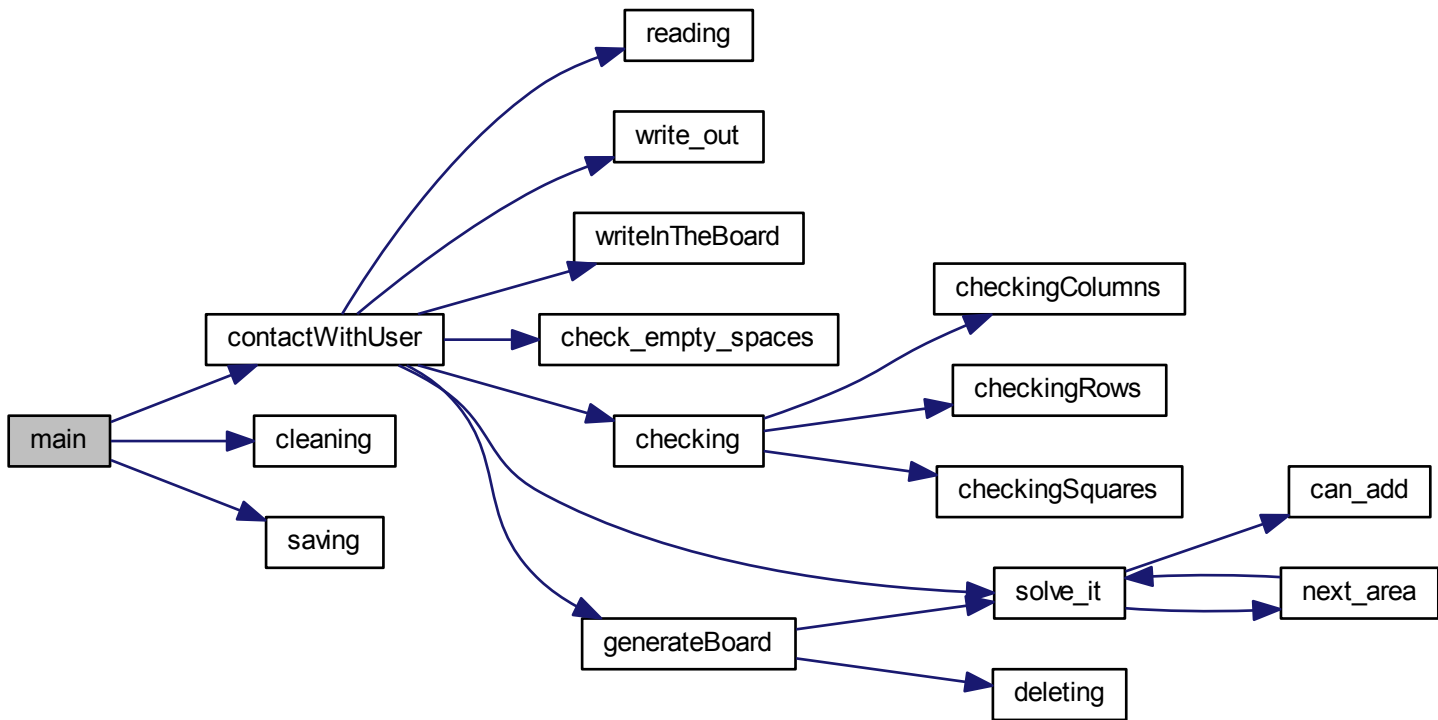 reading
write_out
writeInTheBoard
checkingColumns
contactWithUser
check_empty_spaces
checkingRows
main
cleaning
checking
checkingSquares
can_add
saving
solve_it
next_area
generateBoard
deleting